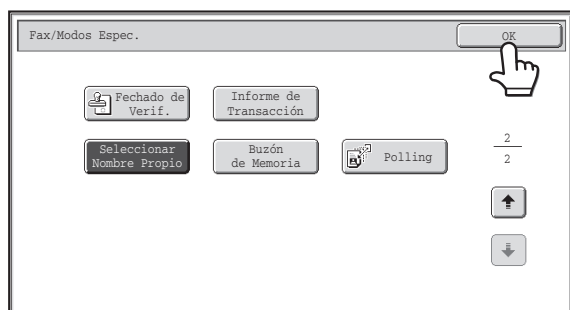 Fax/Modos Espec.
OK
Fechado de
Verif.
Informe de
Transacción
Seleccionar
Nombre Propio
Buzón
de Memoria
Polling
2
2